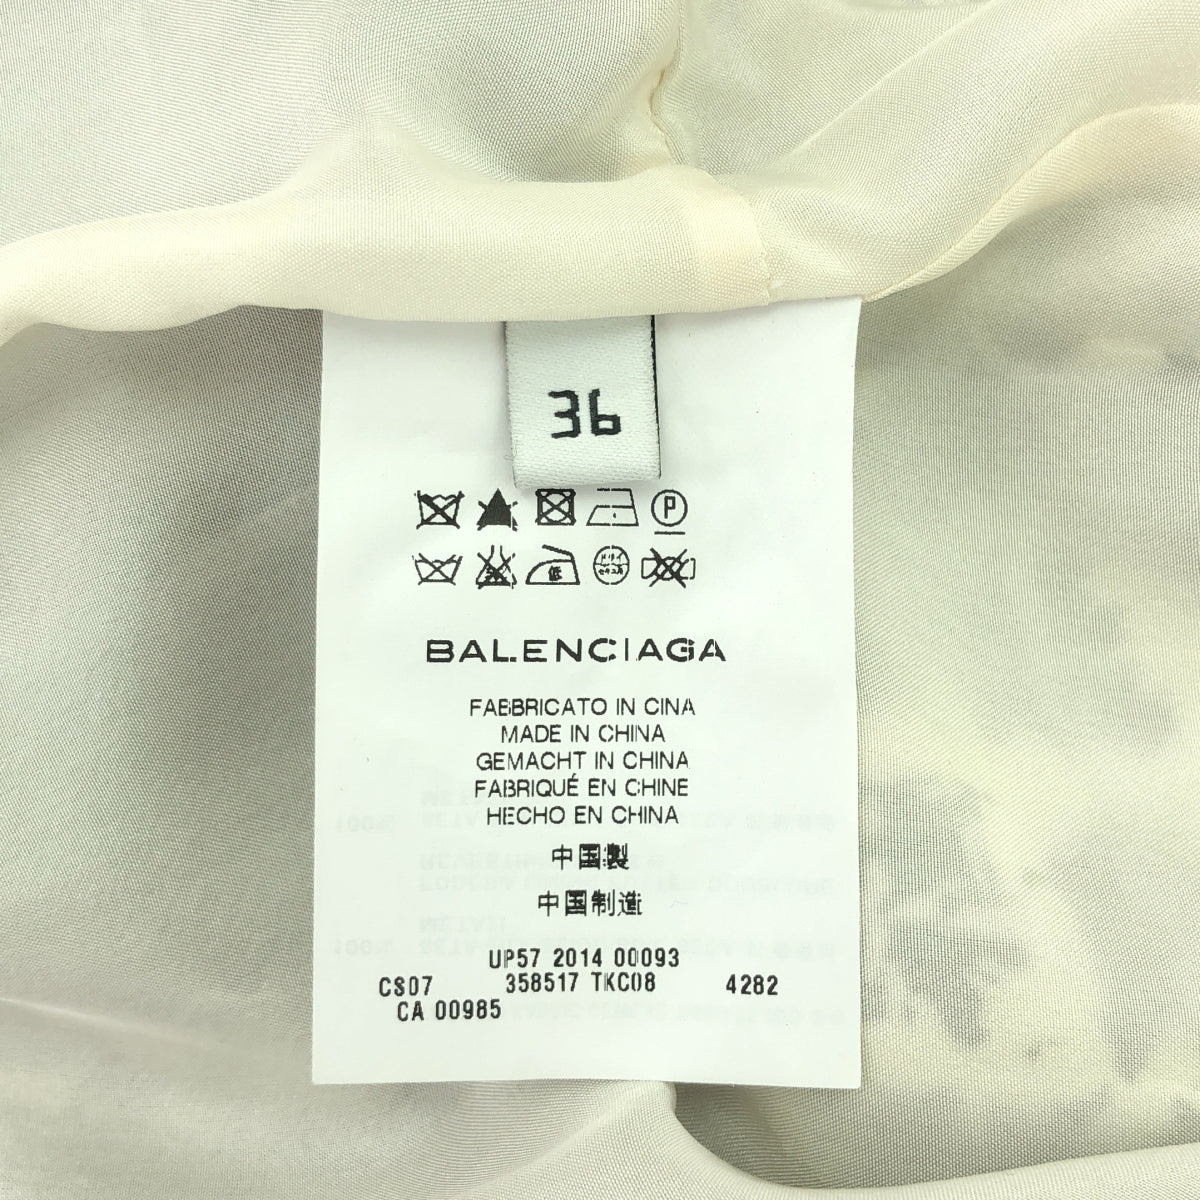 36
P
BALENCIAGA
FABBRICATO IN CINA
MADE IN CHINA
GEMACHT IN CHINA
FABRIQUÉ EN CHINE
HECHO EN CHINA
中国製
中国制造
UP57 2014 00093
CS07 358517 TKC08 4282
CA 00985